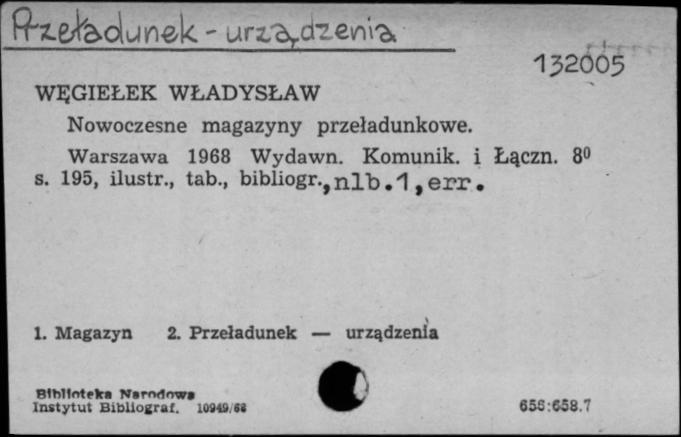 Przeładunek - urządzenia
132005
WĘGIEŁEK WŁADYSŁAW
Nowoczesne magazyny przeładunkowe.
Warszawa 1968 Wydawn. Komunik. i Łączn. 8⁰
s. 195, ilustr., tab., bibliogr., nlb.1, err.
1. Magazyn 2. Przeładunek — urządzenia
Biblioteka Narodowa
Instytut Bibliograf. 10949/68
656:658.7